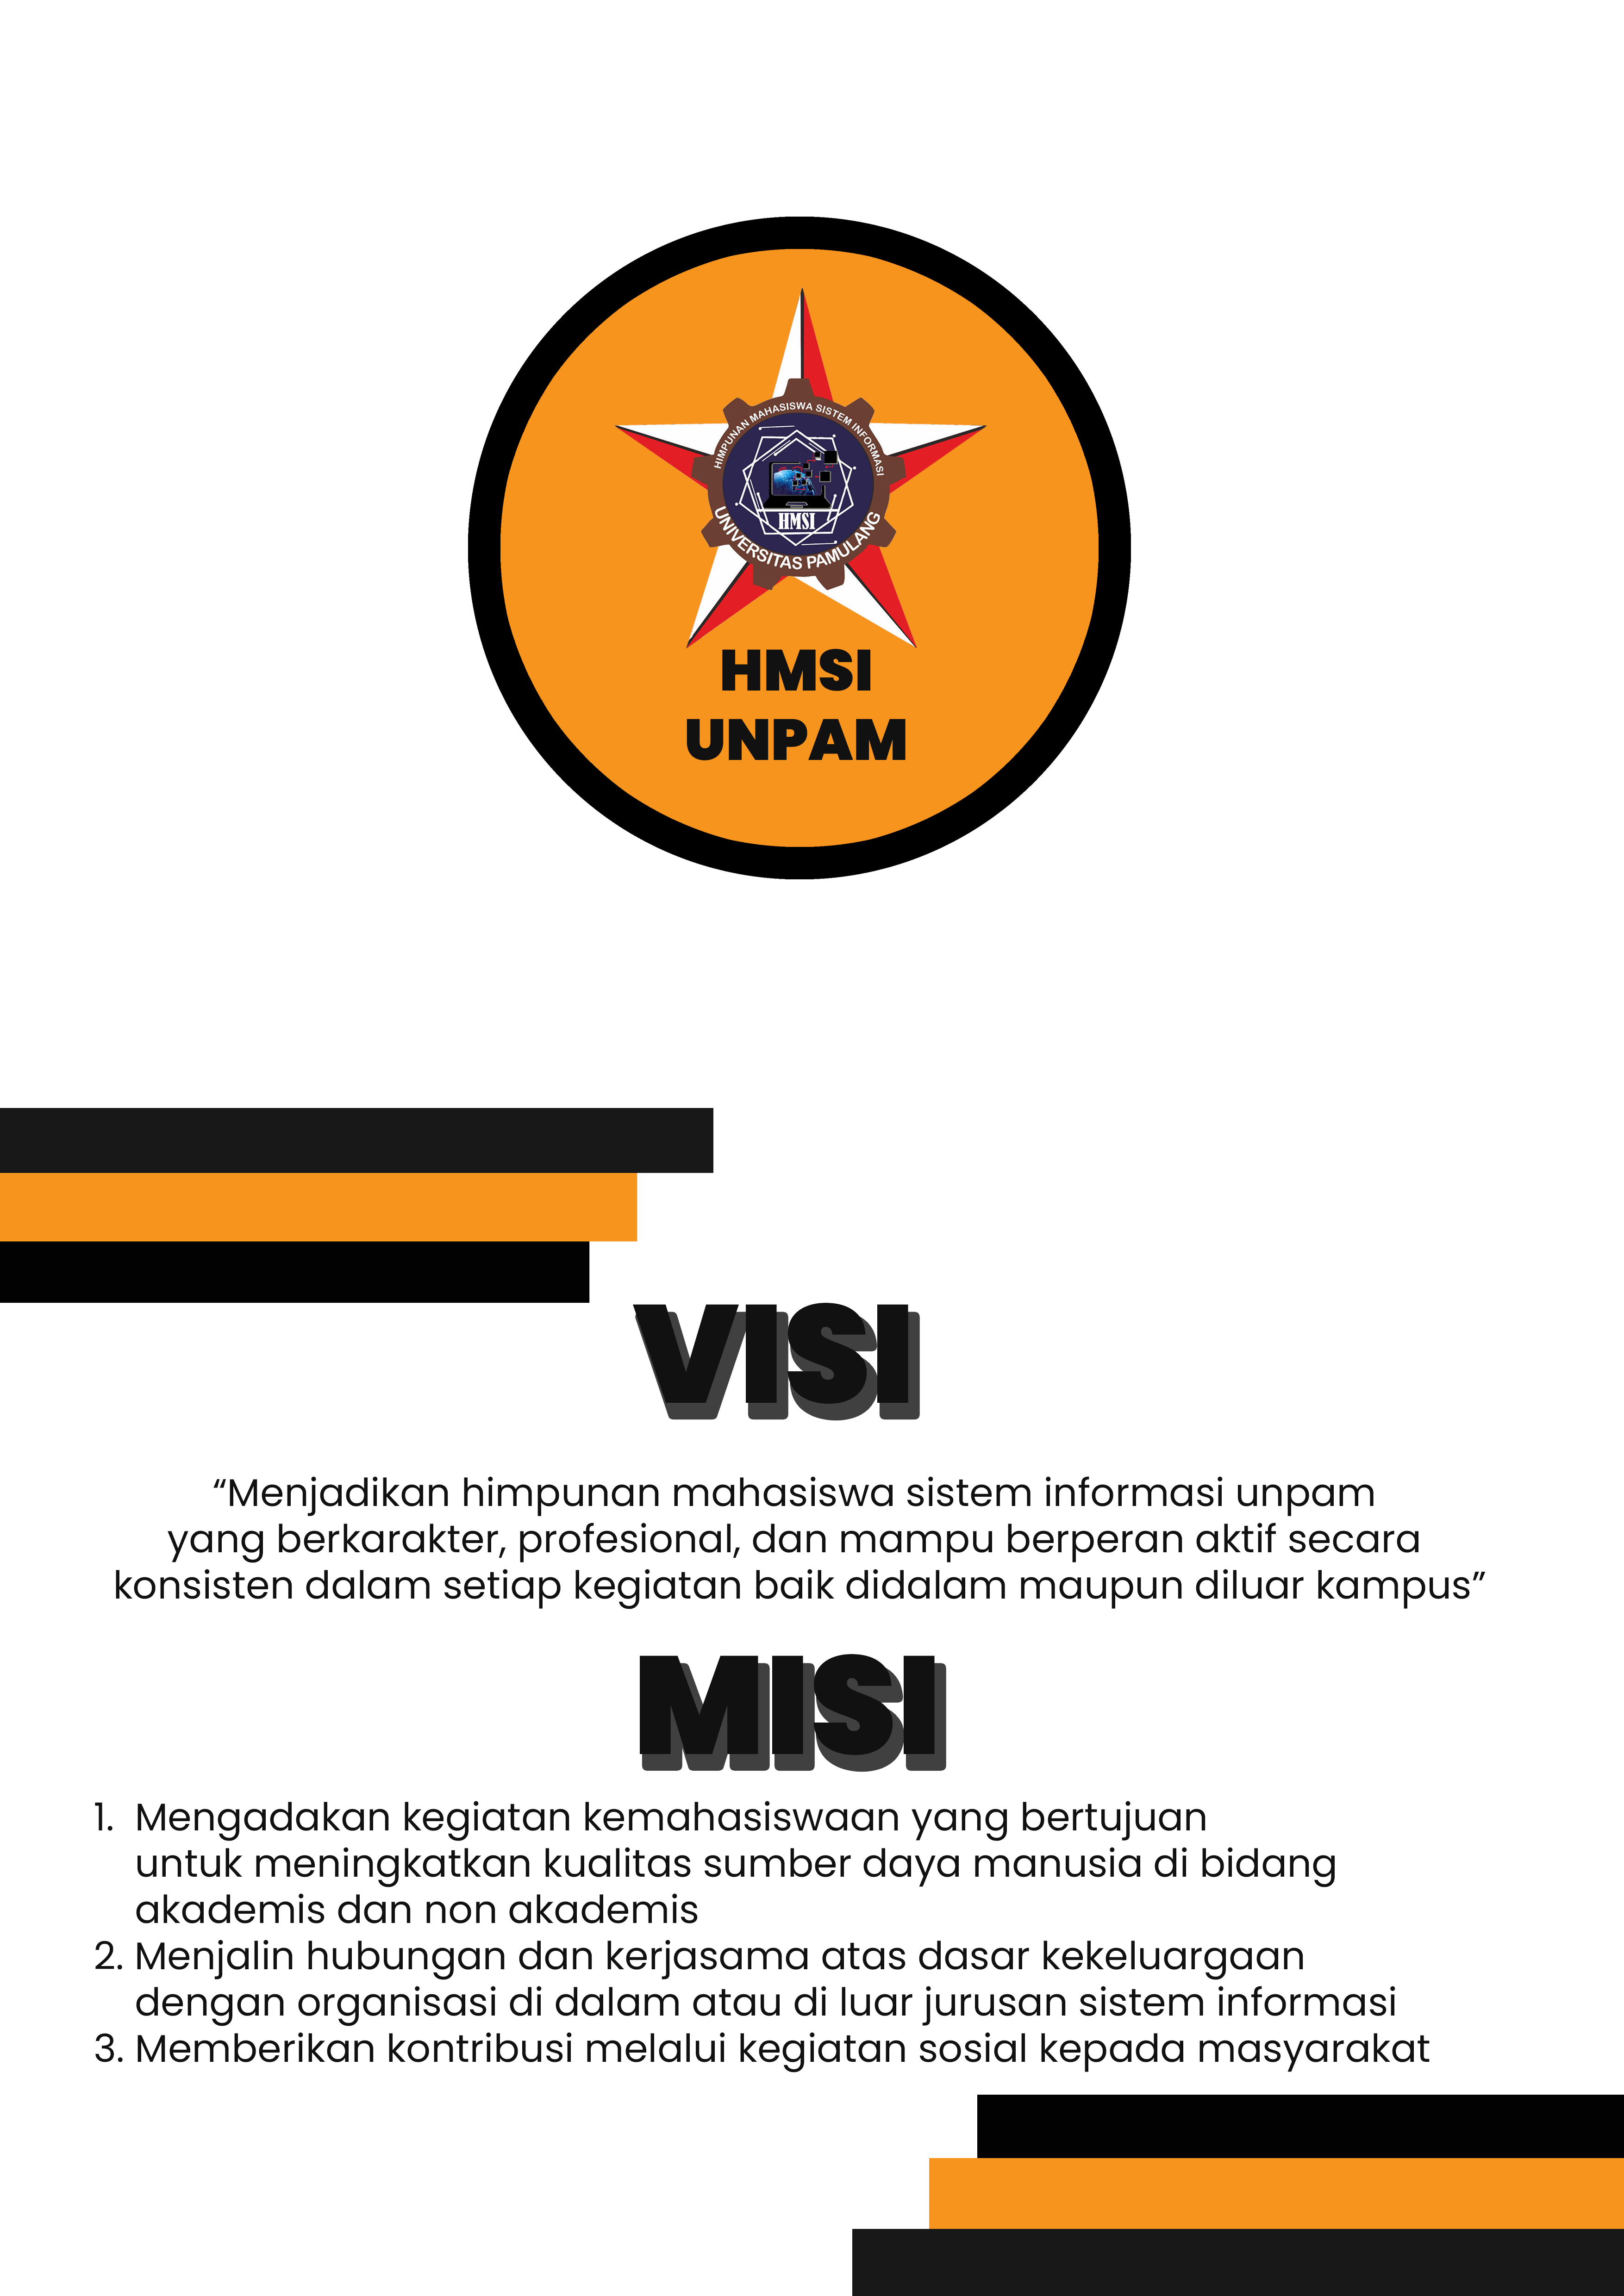 HIMPUNAN MAHASISWA SISTEM INFORMASI
HMSI
UNIVERSITAS PAMULANG
HMSI
UNPAM
VISI
“Menjadikan himpunan mahasiswa sistem informasi unpam
yang berkarakter, profesional, dan mampu berperan aktif secara
konsisten dalam setiap kegiatan baik didalam maupun diluar kampus”
MISI
1. Mengadakan kegiatan kemahasiswaan yang bertujuan
untuk meningkatkan kualitas sumber daya manusia di bidang
akademis dan non akademis
2. Menjalin hubungan dan kerjasama atas dasar kekeluargaan
dengan organisasi di dalam atau di luar jurusan sistem informasi
3. Memberikan kontribusi melalui kegiatan sosial kepada masyarakat